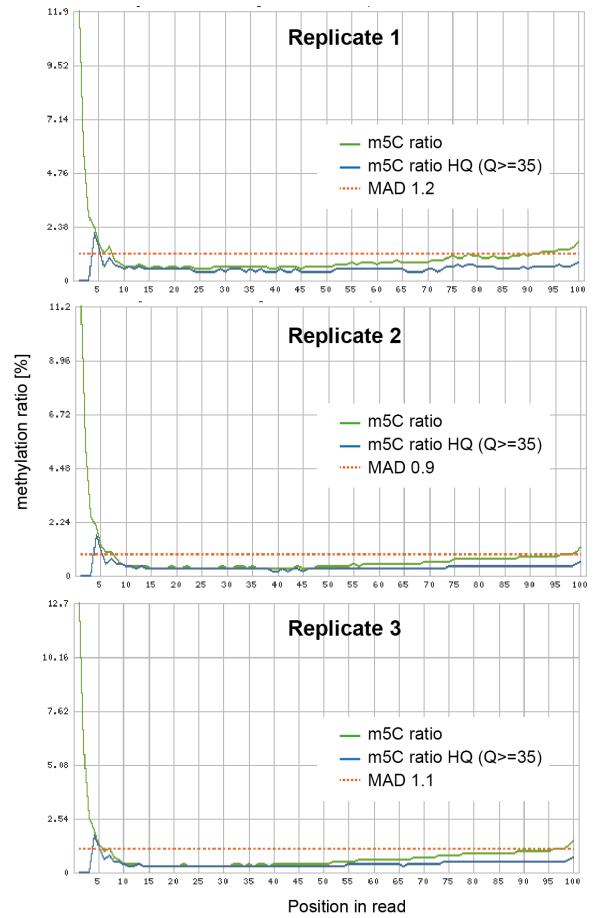 11.9
Replicate 1
9.52
7.14
m5C ratio
m5C ratio HQ (Q>=35)
MAD 1.2
4.76
2.38
0
5 10 15 20 25 30 35 40 45 50 55 60 65 70 75 80 85 90 95 100
11.2
Replicate 2
8.96
6.72
m5C ratio
m5C ratio HQ (Q>=35)
MAD 0.9
4.48
2.24
0
5 10 15 20 25 30 35 40 45 50 55 60 65 70 75 80 85 90 95 100
methylation ratio [%]
12.7
Replicate 3
10.16
7.62
m5C ratio
m5C ratio HQ (Q>=35)
MAD 1.1
5.08
2.54
0
5 10 15 20 25 30 35 40 45 50 55 60 65 70 75 80 85 90 95 100
Position in read